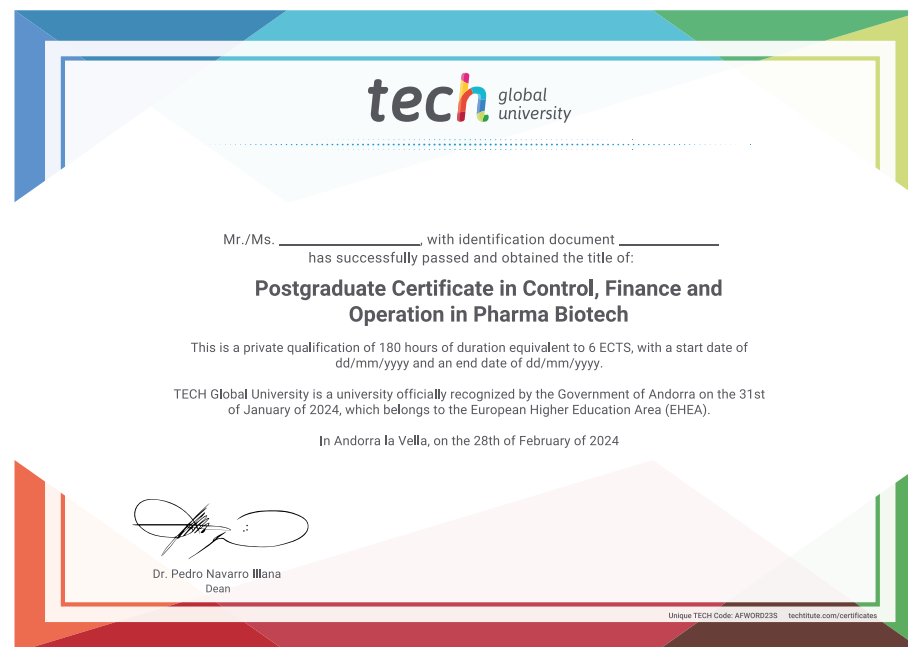 tech global university
Mr./Ms. ____________________, with identification document ______________
has successfully passed and obtained the title of:
Postgraduate Certificate in Control, Finance and
Operation in Pharma Biotech
This is a private qualification of 180 hours of duration equivalent to 6 ECTS, with a start date of
dd/mm/yyyy and an end date of dd/mm/yyyy.
TECH Global University is a university officially recognized by the Government of Andorra on the 31st
of January of 2024, which belongs to the European Higher Education Area (EHEA).
In Andorra la Vella, on the 28th of February of 2024
Dr. Pedro Navarro Illana
Dean
Unique TECH Code: AFWORD23S techtitute.com/certificates